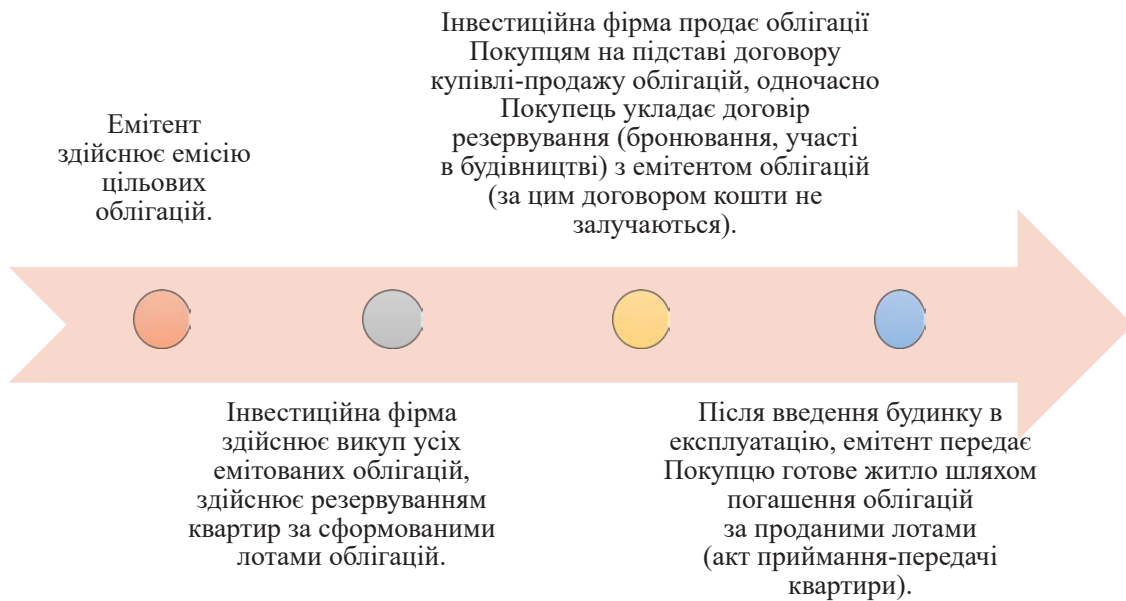 Емітент
здійснює емісію
цільових
облігацій.
Інвестиційна фірма
здійснює викуп усіх
емітованих облігацій,
здійснює резервуванням
квартир за сформованими
лотами облігацій.
Інвестиційна фірма продає облігації
Покупцям на підставі договору
купівлі-продажу облігацій, одночасно
Покупець укладає договір
резервування (бронювання, участі
в будівництві) з емітентом облігацій
(за цим договором кошти не
залучаються).
Після введення будинку в
експлуатацію, емітент передає
Покупцю готове житло шляхом
погашення облігацій
за проданими лотами
(акт приймання-передачі
квартири).